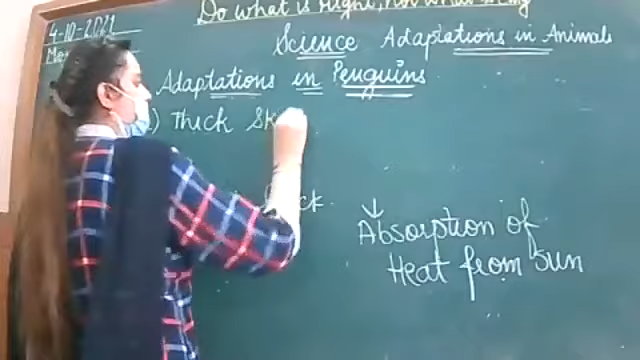 Do what is right, not what is easy
4-10-2021
Science Adaptations in Animals
Adaptations in Penguins
) Thick Sk
ck
Absorption of
Heat from sun